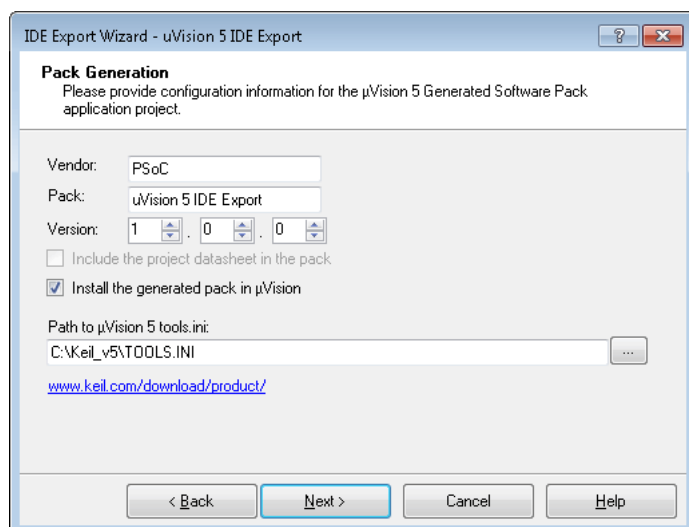 IDE Export Wizard - uVision 5 IDE Export
Pack Generation
Please provide configuration information for the µVision 5 Generated Software Pack
application project.
Vendor: PSoC
Pack: uVision 5 IDE Export
Version: 1 . 0 . 0
Include the project datasheet in the pack
Install the generated pack in µVision
Path to µVision 5 tools.ini:
C:\Keil_v5\TOOLS.INI ...
www.keil.com/download/product/
< Back Next > Cancel Help